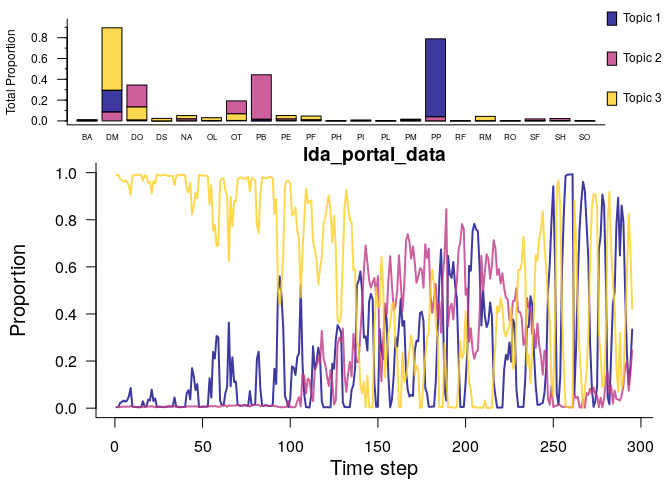 Topic 1
Topic 2
Topic 3
Total Proportion
0.8
0.6
0.4
0.2
0.0
BA DM DO DS NA OL OT PB PE PF PH PI PL PM PP RF RM RO SF SH SO
lda_portal_data
Proportion
1.0
0.8
0.6
0.4
0.2
0.0
0 50 100 150 200 250 300
Time step